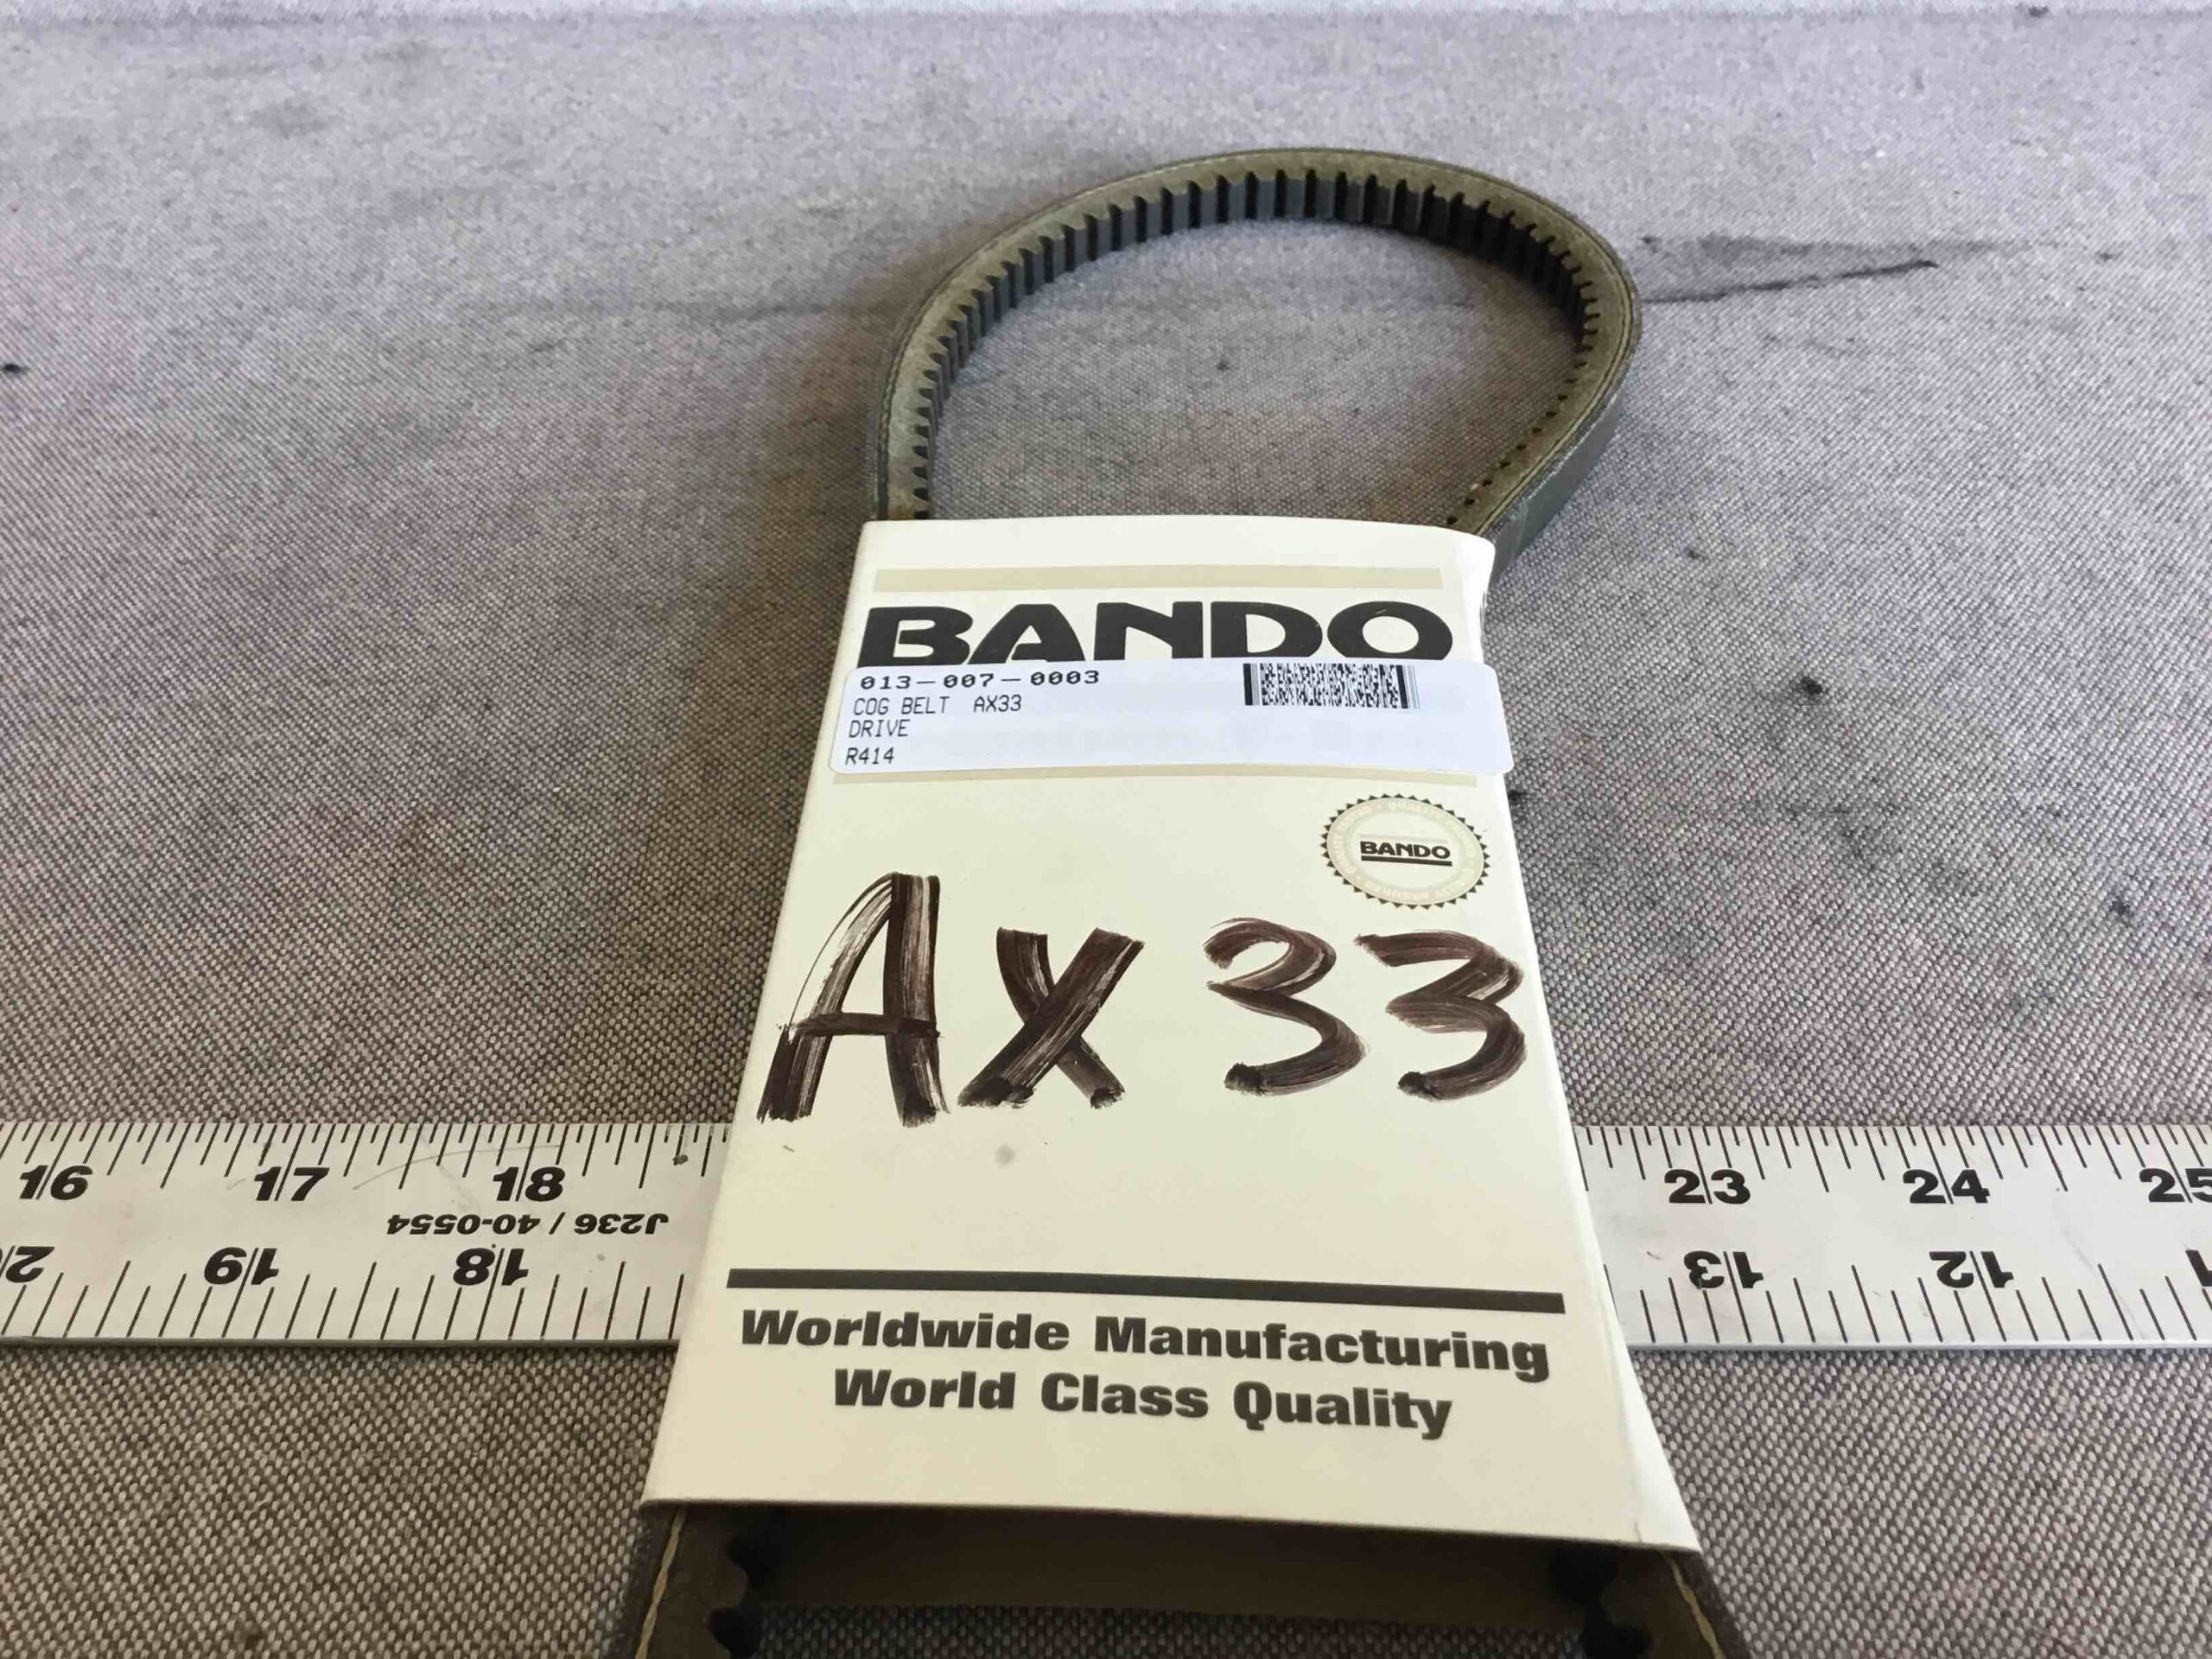 BANDO
013-007-0003
COG BELT AX33
DRIVE
R414
BANDO
AX33
16 17 18 23 24 25
J236 / 40-0554
19 18 13 12
Worldwide Manufacturing
World Class Quality